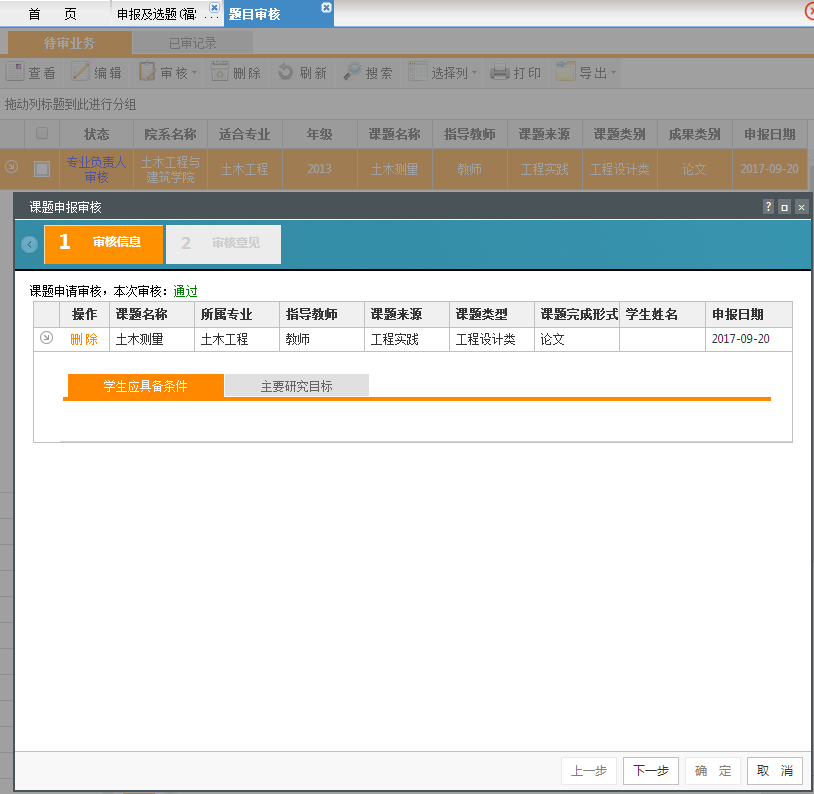 首 页 申报及选题(福 ... 题目审核
待审业务 已审记录
查看 编辑 审核 删除 刷新 搜索 选择列 打印 导出
拖动列标题到此进行分组
状态 院系名称 适合专业 年级 课题名称 指导教师 课题来源 课题类别 成果类别 申报日期
专业负责人审核 土木工程与建筑学院 土木工程 2013 土木测量 教师 工程实践 工程设计类 论文 2017-09-20
课题申报审核
1 审核信息 2 审核意见
课题申请审核，本次审核：通过
操作 课题名称 所属专业 指导教师 课题来源 课题类型 课题完成形式 学生姓名 申报日期
删除 土木测量 土木工程 教师 工程实践 工程设计类 论文 2017-09-20
学生应具备条件 主要研究目标
上一步 下一步 确 定 取 消